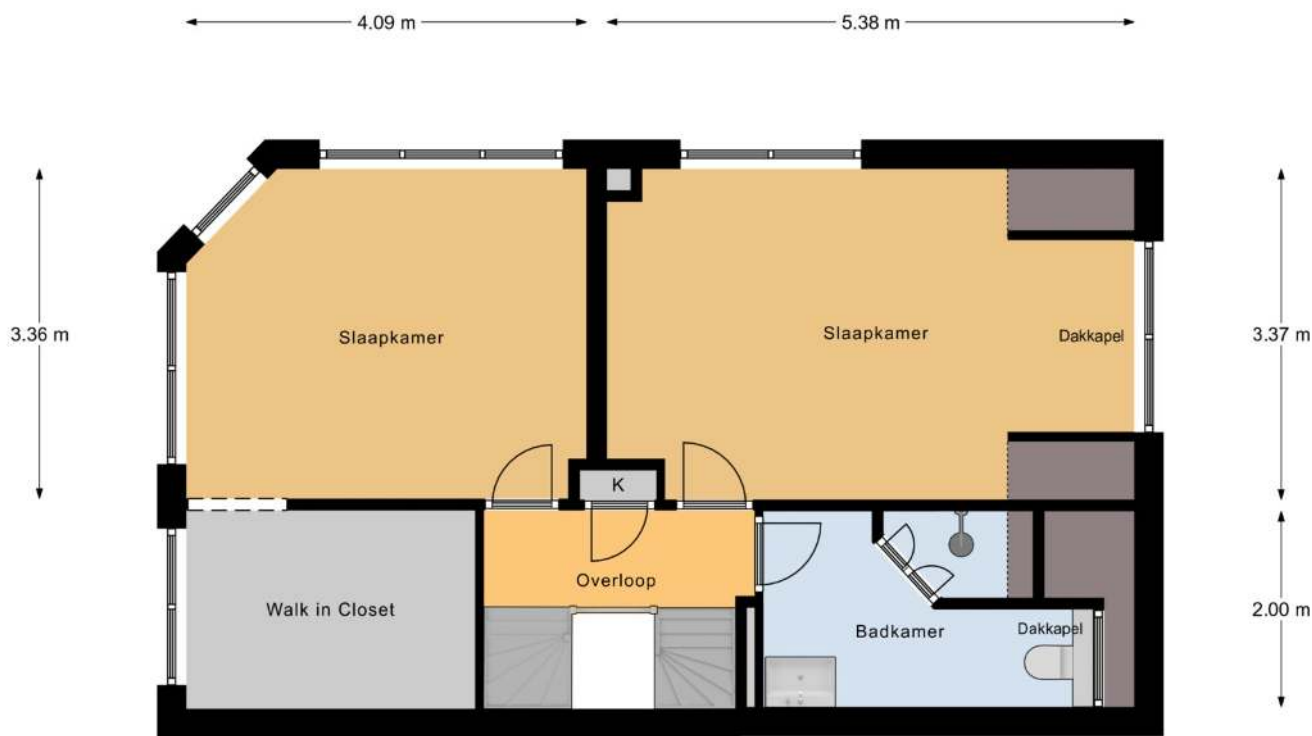 4.09 m
5.38 m
3.36 m
Slaapkamer
Slaapkamer
Dakkapel
3.37 m
K
Overloop
Walk in Closet
Badkamer
Dakkapel
2.00 m